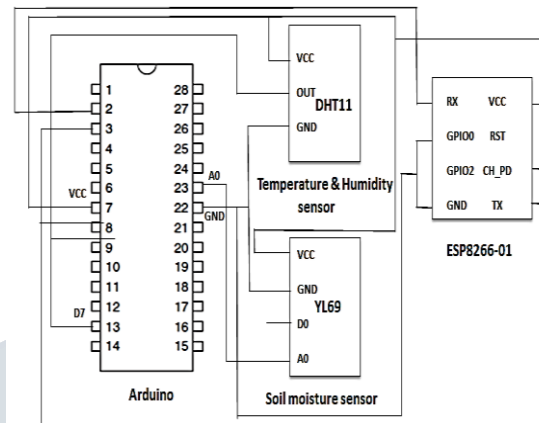 1 28
2 27
3 26
4 25
5 24
6 23
7 22
8 21
9 20
10 19
11 18
12 17
13 16
14 15
VCC
D7
A0
GND
Arduino
VCC
OUT
DHT11
GND
Temperature & Humidity
sensor
VCC
GND
YL69
D0
A0
Soil moisture sensor
RX VCC
GPIO0 RST
GPIO2 CH_PD
GND TX
ESP8266-01